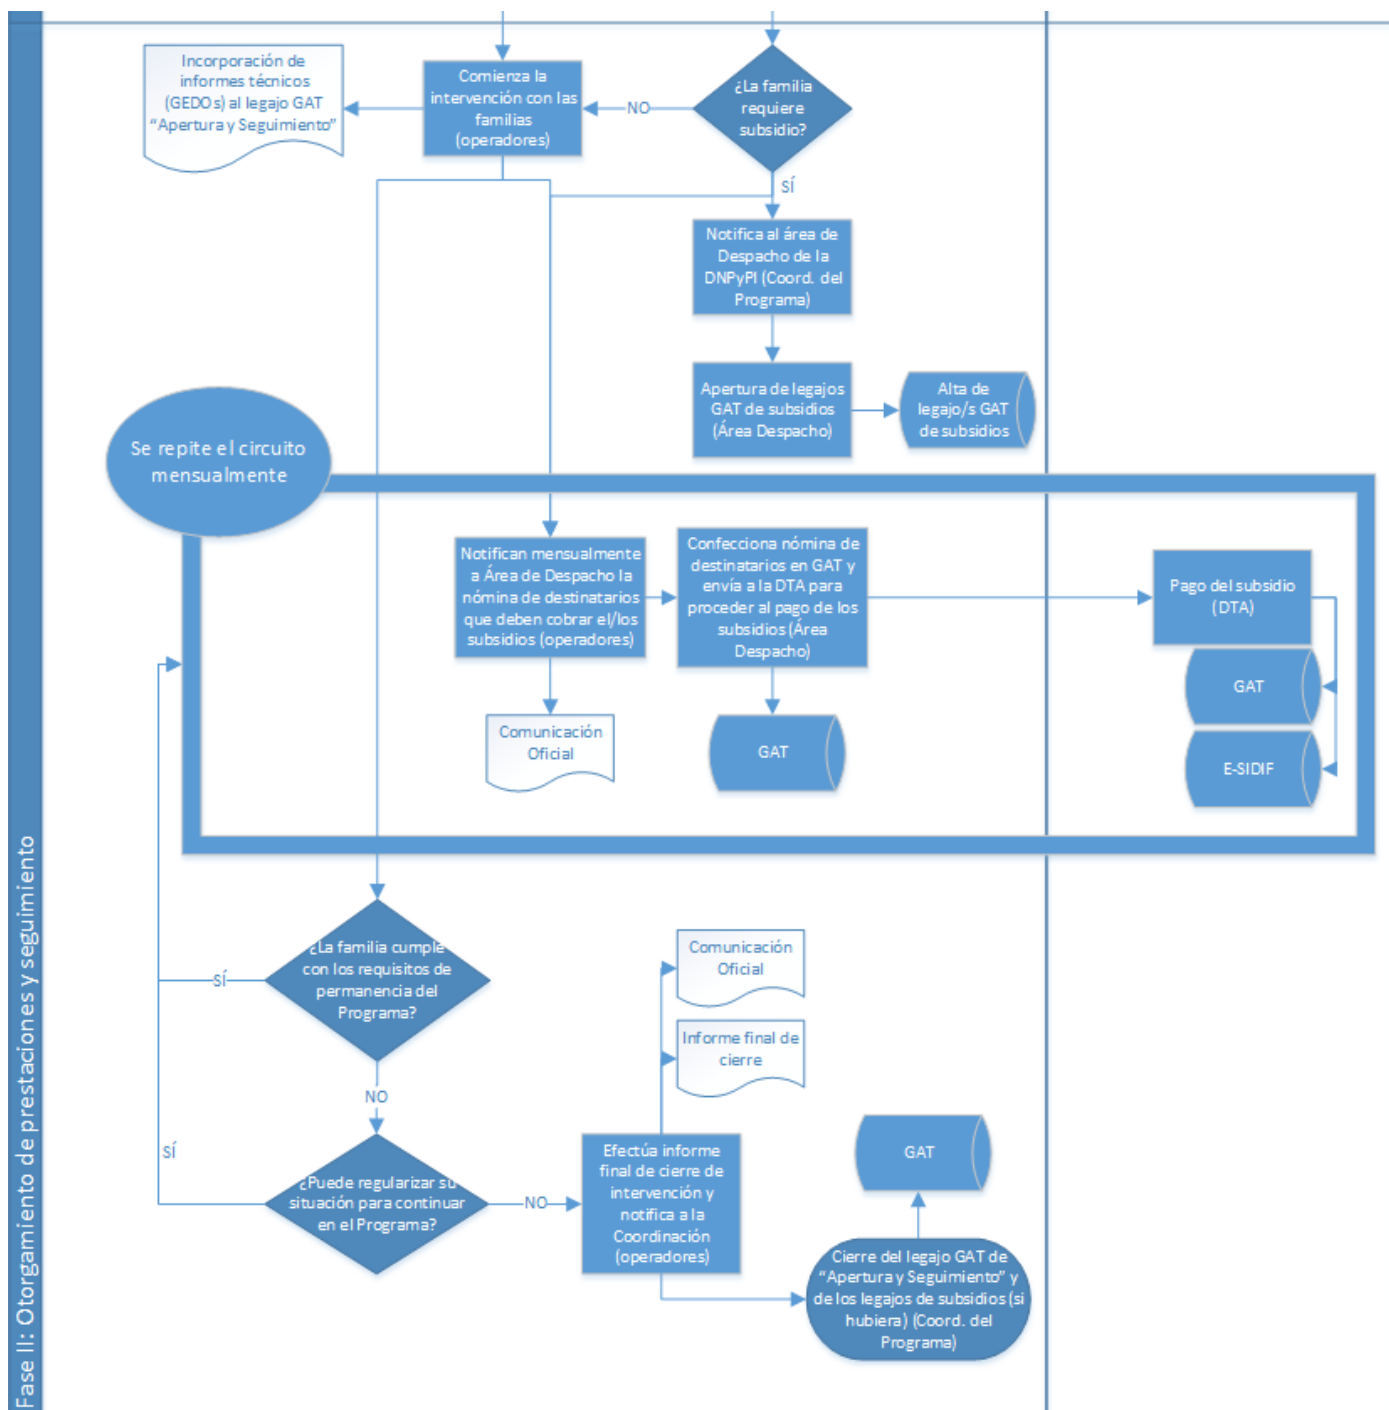 Fase II: Otorgamiento de prestaciones y seguimiento
Incorporación de
informes técnicos
(GEDOs) al legajo GAT
“Apertura y Seguimiento”
Comienza la
intervención con las
familias
(operadores)
NO
¿La familia
requiere
subsidio?
SÍ
Notifica al área de
Despacho de la
DNPyPI (Coord. del
Programa)
Apertura de legajos
GAT de subsidios
(Área Despacho)
Alta de
legajo/s GAT
de subsidios
Se repite el circuito
mensualmente
Notifican mensualmente
a Área de Despacho la
nómina de destinatarios
que deben cobrar el/los
subsidios (operadores)
Confecciona nómina de
destinatarios en GAT y
envía a la DTA para
proceder al pago de los
subsidios (Área
Despacho)
Pago del subsidio
(DTA)
GAT
E-SIDIF
Comunicación
Oficial
GAT
¿La familia cumple
con los requisitos de
permanencia del
Programa?
SÍ
NO
Comunicación
Oficial
Informe final de
cierre
SÍ
¿Puede regularizar su
situación para continuar
en el Programa?
NO
Efectúa informe
final de cierre de
intervención y
notifica a la
Coordinación
(operadores)
GAT
Cierre del legajo GAT de
“Apertura y Seguimiento” y
de los legajos de subsidios (si
hubiera) (Coord. del
Programa)